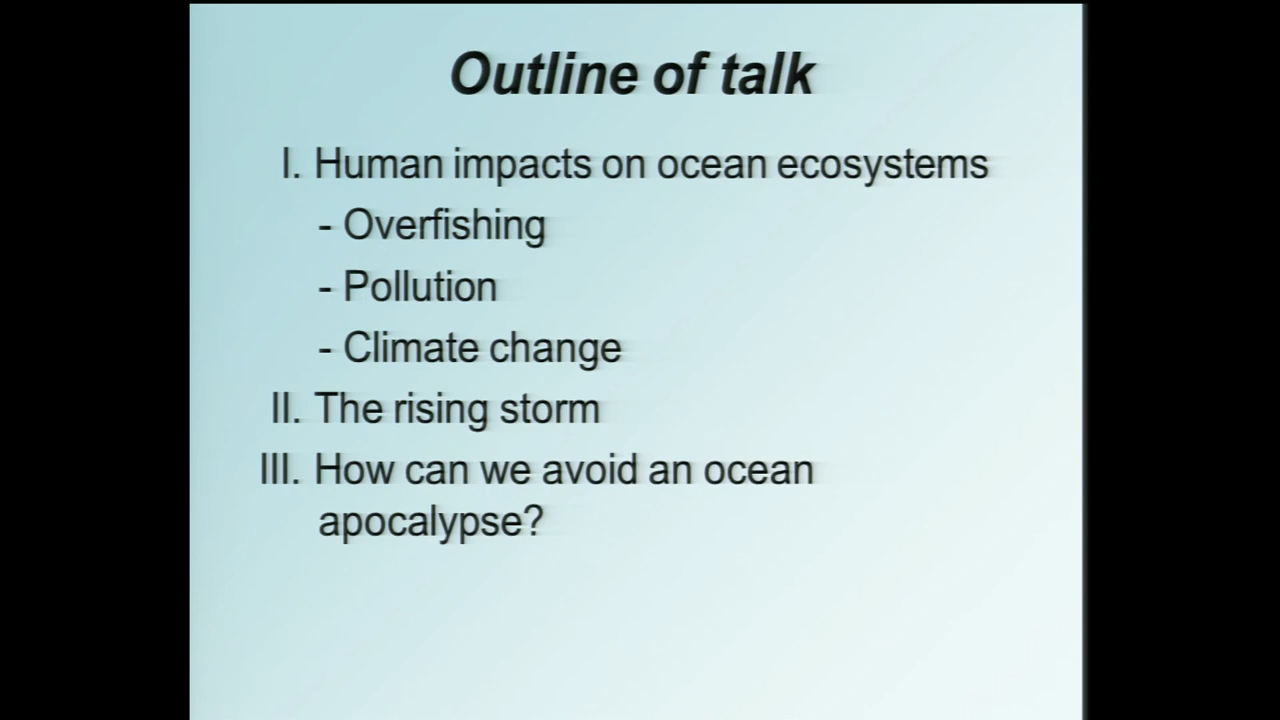 Outline of talk
I. Human impacts on ocean ecosystems
- Overfishing
- Pollution
- Climate change
II. The rising storm
III. How can we avoid an ocean
apocalypse?